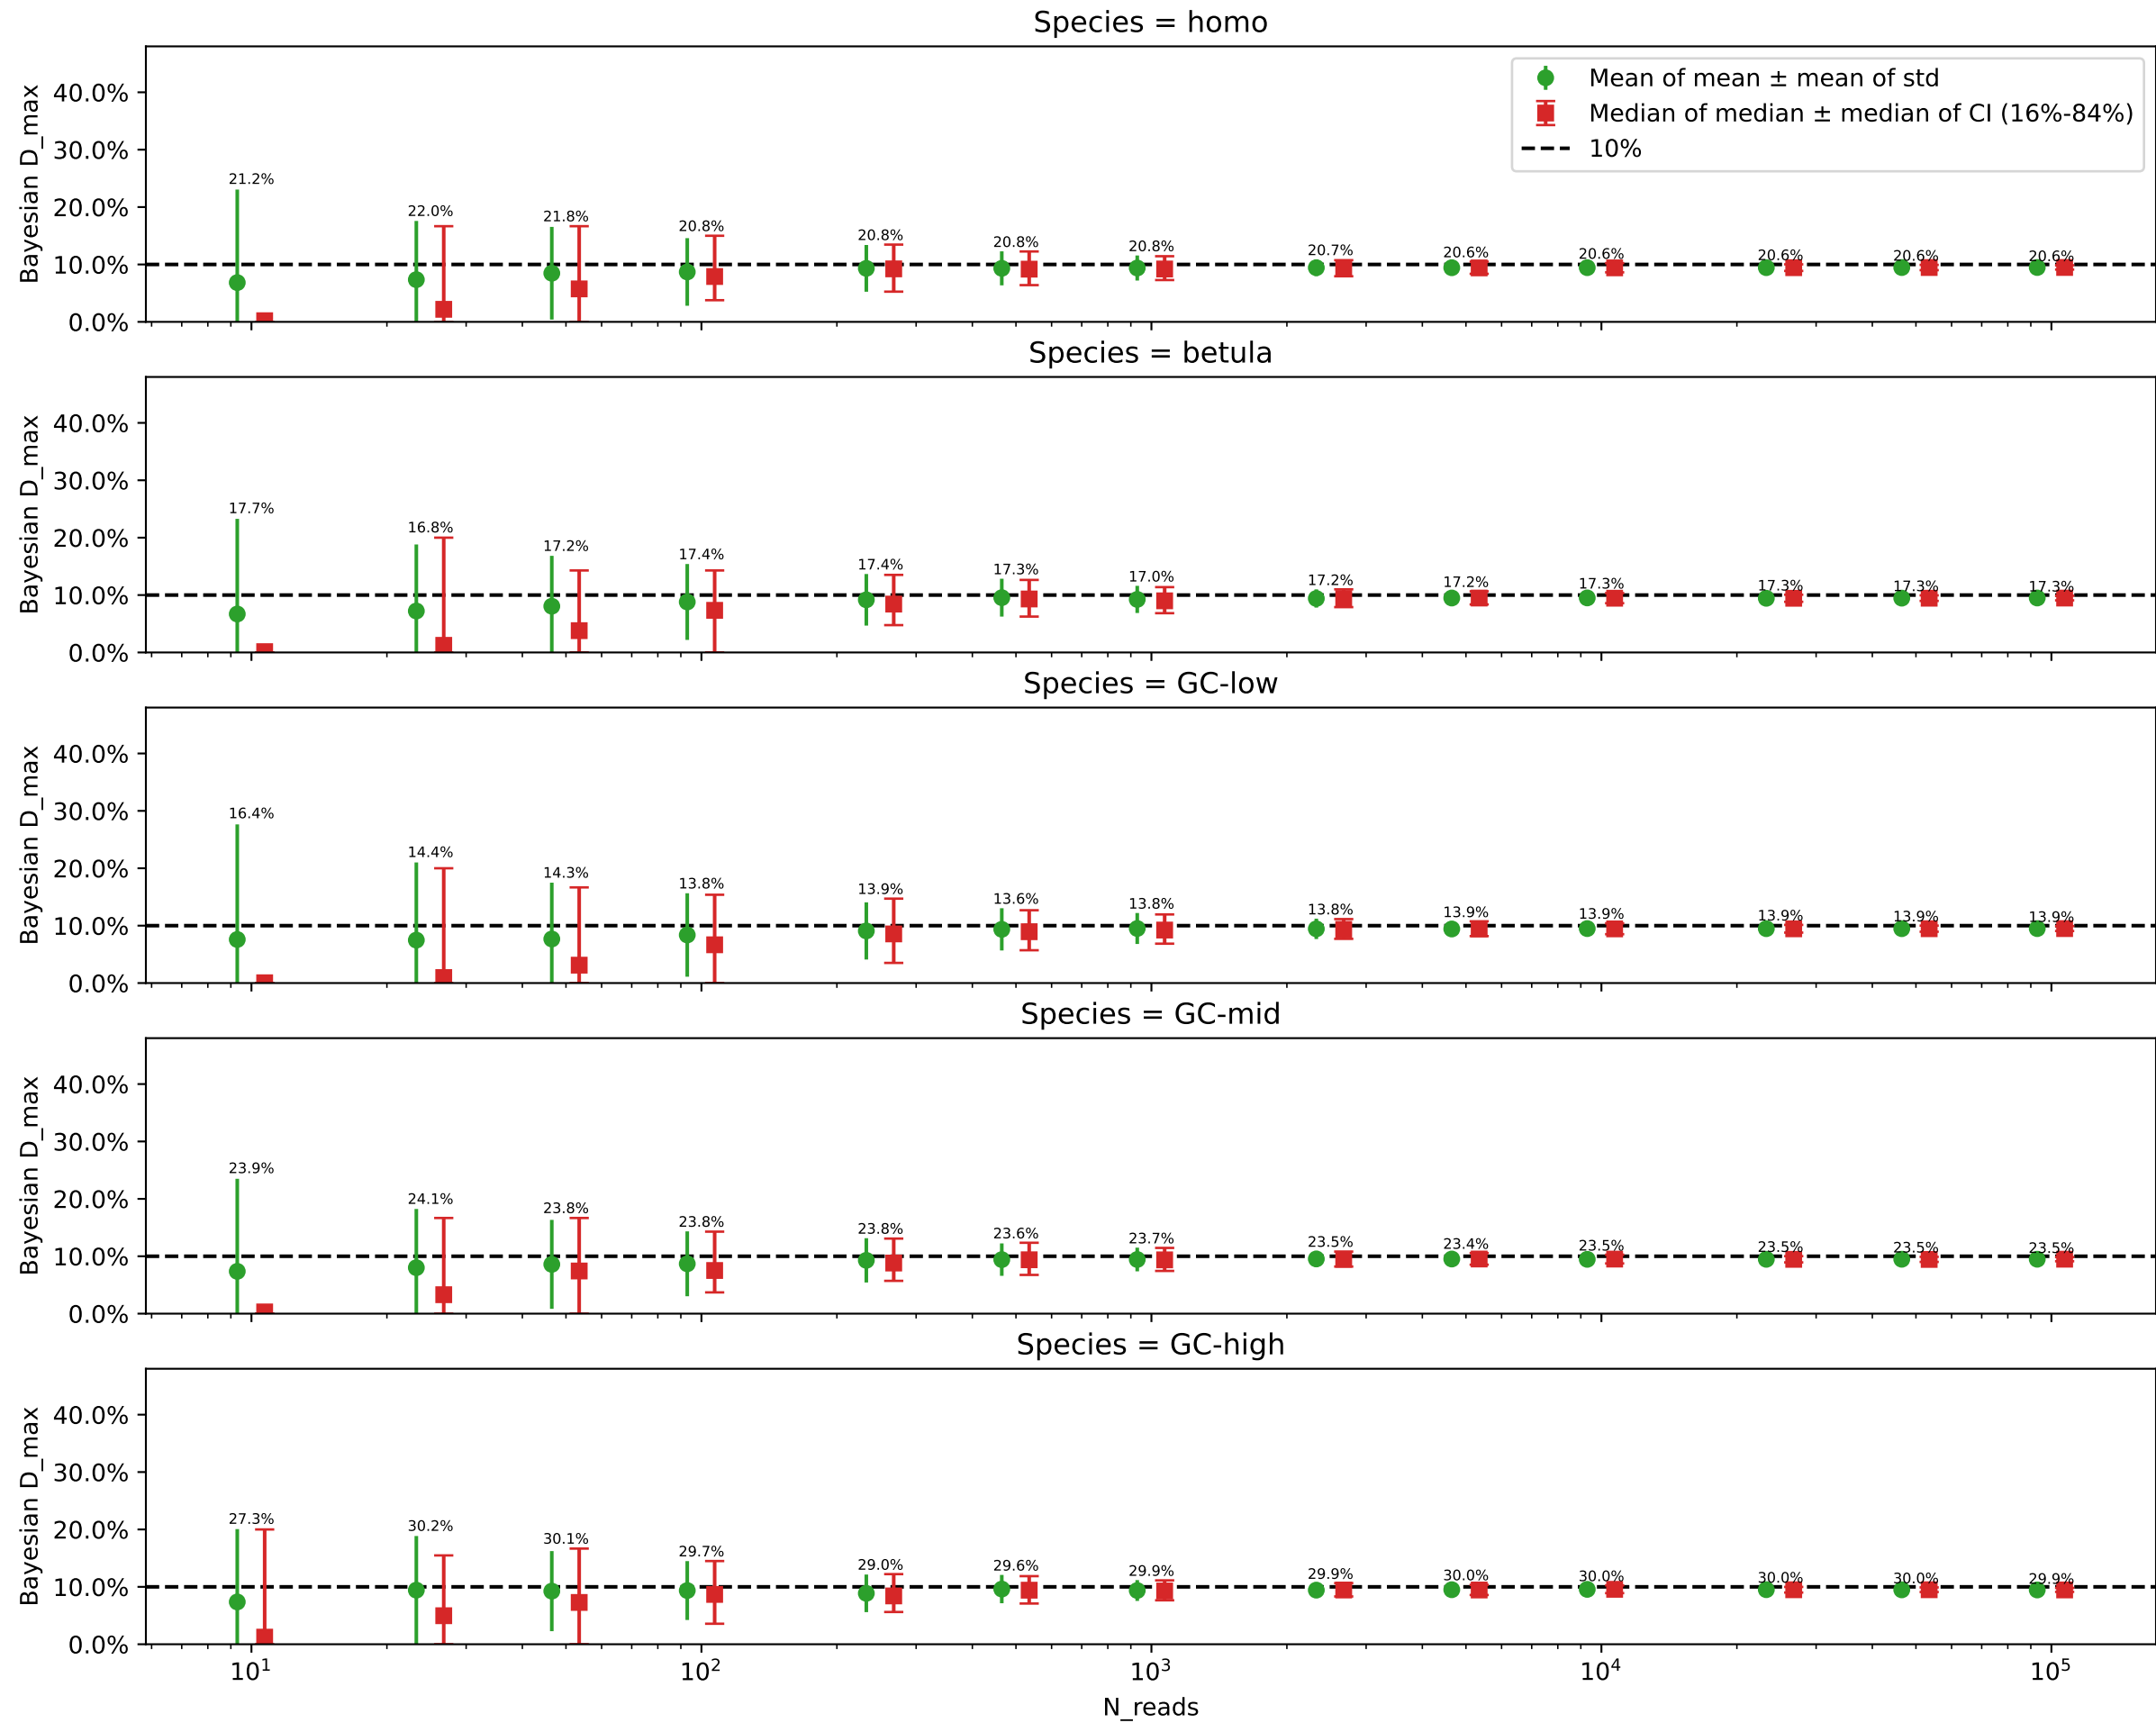 Species = homo
Bayesian D_max
40.0%
30.0%
20.0%
10.0%
0.0%
Mean of mean ± mean of std
Median of median ± median of CI (16%-84%)
10%
21.2% 22.0% 21.8% 20.8% 20.8% 20.8% 20.8% 20.7% 20.6% 20.6% 20.6% 20.6% 20.6%
Species = betula
Bayesian D_max
40.0%
30.0%
20.0%
10.0%
0.0%
17.7% 16.8% 17.2% 17.4% 17.4% 17.3% 17.0% 17.2% 17.2% 17.3% 17.3% 17.3% 17.3%
Species = GC-low
Bayesian D_max
40.0%
30.0%
20.0%
10.0%
0.0%
16.4% 14.4% 14.3% 13.8% 13.9% 13.6% 13.8% 13.8% 13.9% 13.9% 13.9% 13.9% 13.9%
Species = GC-mid
Bayesian D_max
40.0%
30.0%
20.0%
10.0%
0.0%
23.9% 24.1% 23.8% 23.8% 23.8% 23.6% 23.7% 23.5% 23.4% 23.5% 23.5% 23.5% 23.5%
Species = GC-high
Bayesian D_max
40.0%
30.0%
20.0%
10.0%
0.0%
27.3% 30.2% 30.1% 29.7% 29.0% 29.6% 29.9% 29.9% 30.0% 30.0% 30.0% 30.0% 29.9%
10¹ 10² 10³ 10⁴ 10⁵
N_reads